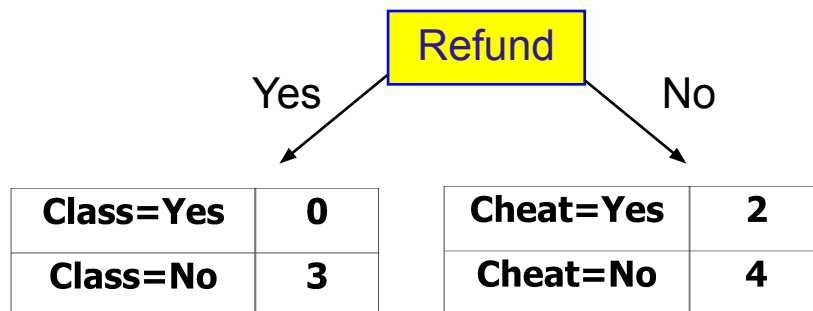 Refund
Yes No
Class=Yes 0 Cheat=Yes 2
Class=No 3 Cheat=No 4